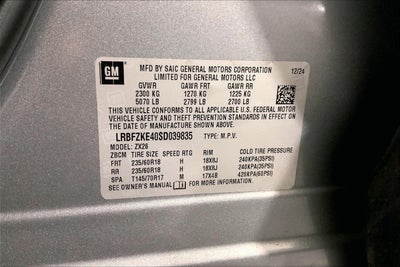 GM
MFD BY SAIC GENERAL MOTORS CORPORATION 12/24
LIMITED FOR GENERAL MOTORS LLC
GVWR GAWR FRT GAWR RR
2300 KG 1270 KG 1225 KG
5070 LB 2799 LB 2700 LB
THIS VEHICLE CONFORMS TO ALL APPLICABLE U.S. FEDERAL MOTOR
VEHICLE SAFETY AND THEFT PREVENTION STANDARDS IN EFFECT ON
THE DATE OF MANUFACTURE SHOWN ABOVE.
LRBFZKE40SD039835 TYPE: M.P.V.
MODEL: ZX26
ZBCM TIRE SIZE SPEED RTG RIM COLD TIRE PRESSURE
FRT 235/60R18 H 18X8J 240KPA(35PSI)
RR 235/60R18 H 18X8J 240KPA(35PSI)
SPA T145/70R17 M 17X4B 420KPA(60PSI)
SEE OWNER'S MANUAL FOR MORE INFORMATION.